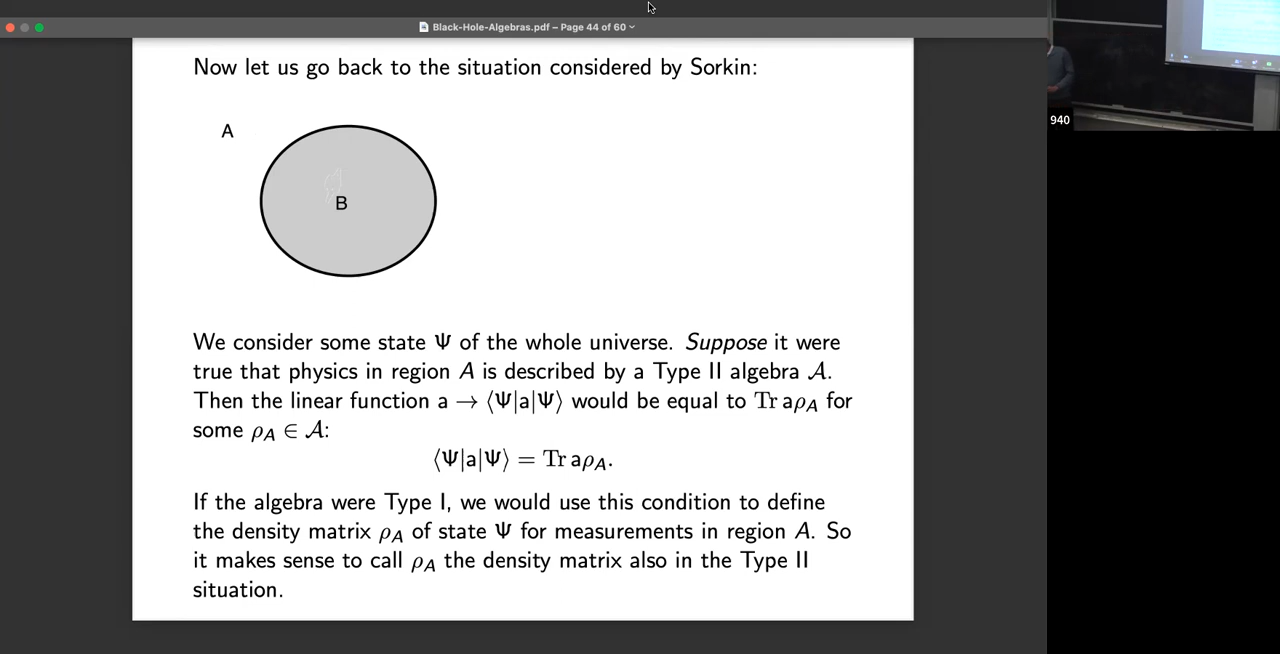 Black-Hole-Algebras.pdf – Page 44 of 60
Now let us go back to the situation considered by Sorkin:
A
B
We consider some state Ψ of the whole universe. Suppose it were
true that physics in region A is described by a Type II algebra 𝒜.
Then the linear function a → ⟨Ψ|a|Ψ⟩ would be equal to Tr aρ_A for
some ρ_A ∈ 𝒜:
⟨Ψ|a|Ψ⟩ = Tr aρ_A.
If the algebra were Type I, we would use this condition to define
the density matrix ρ_A of state Ψ for measurements in region A. So
it makes sense to call ρ_A the density matrix also in the Type II
situation.
940